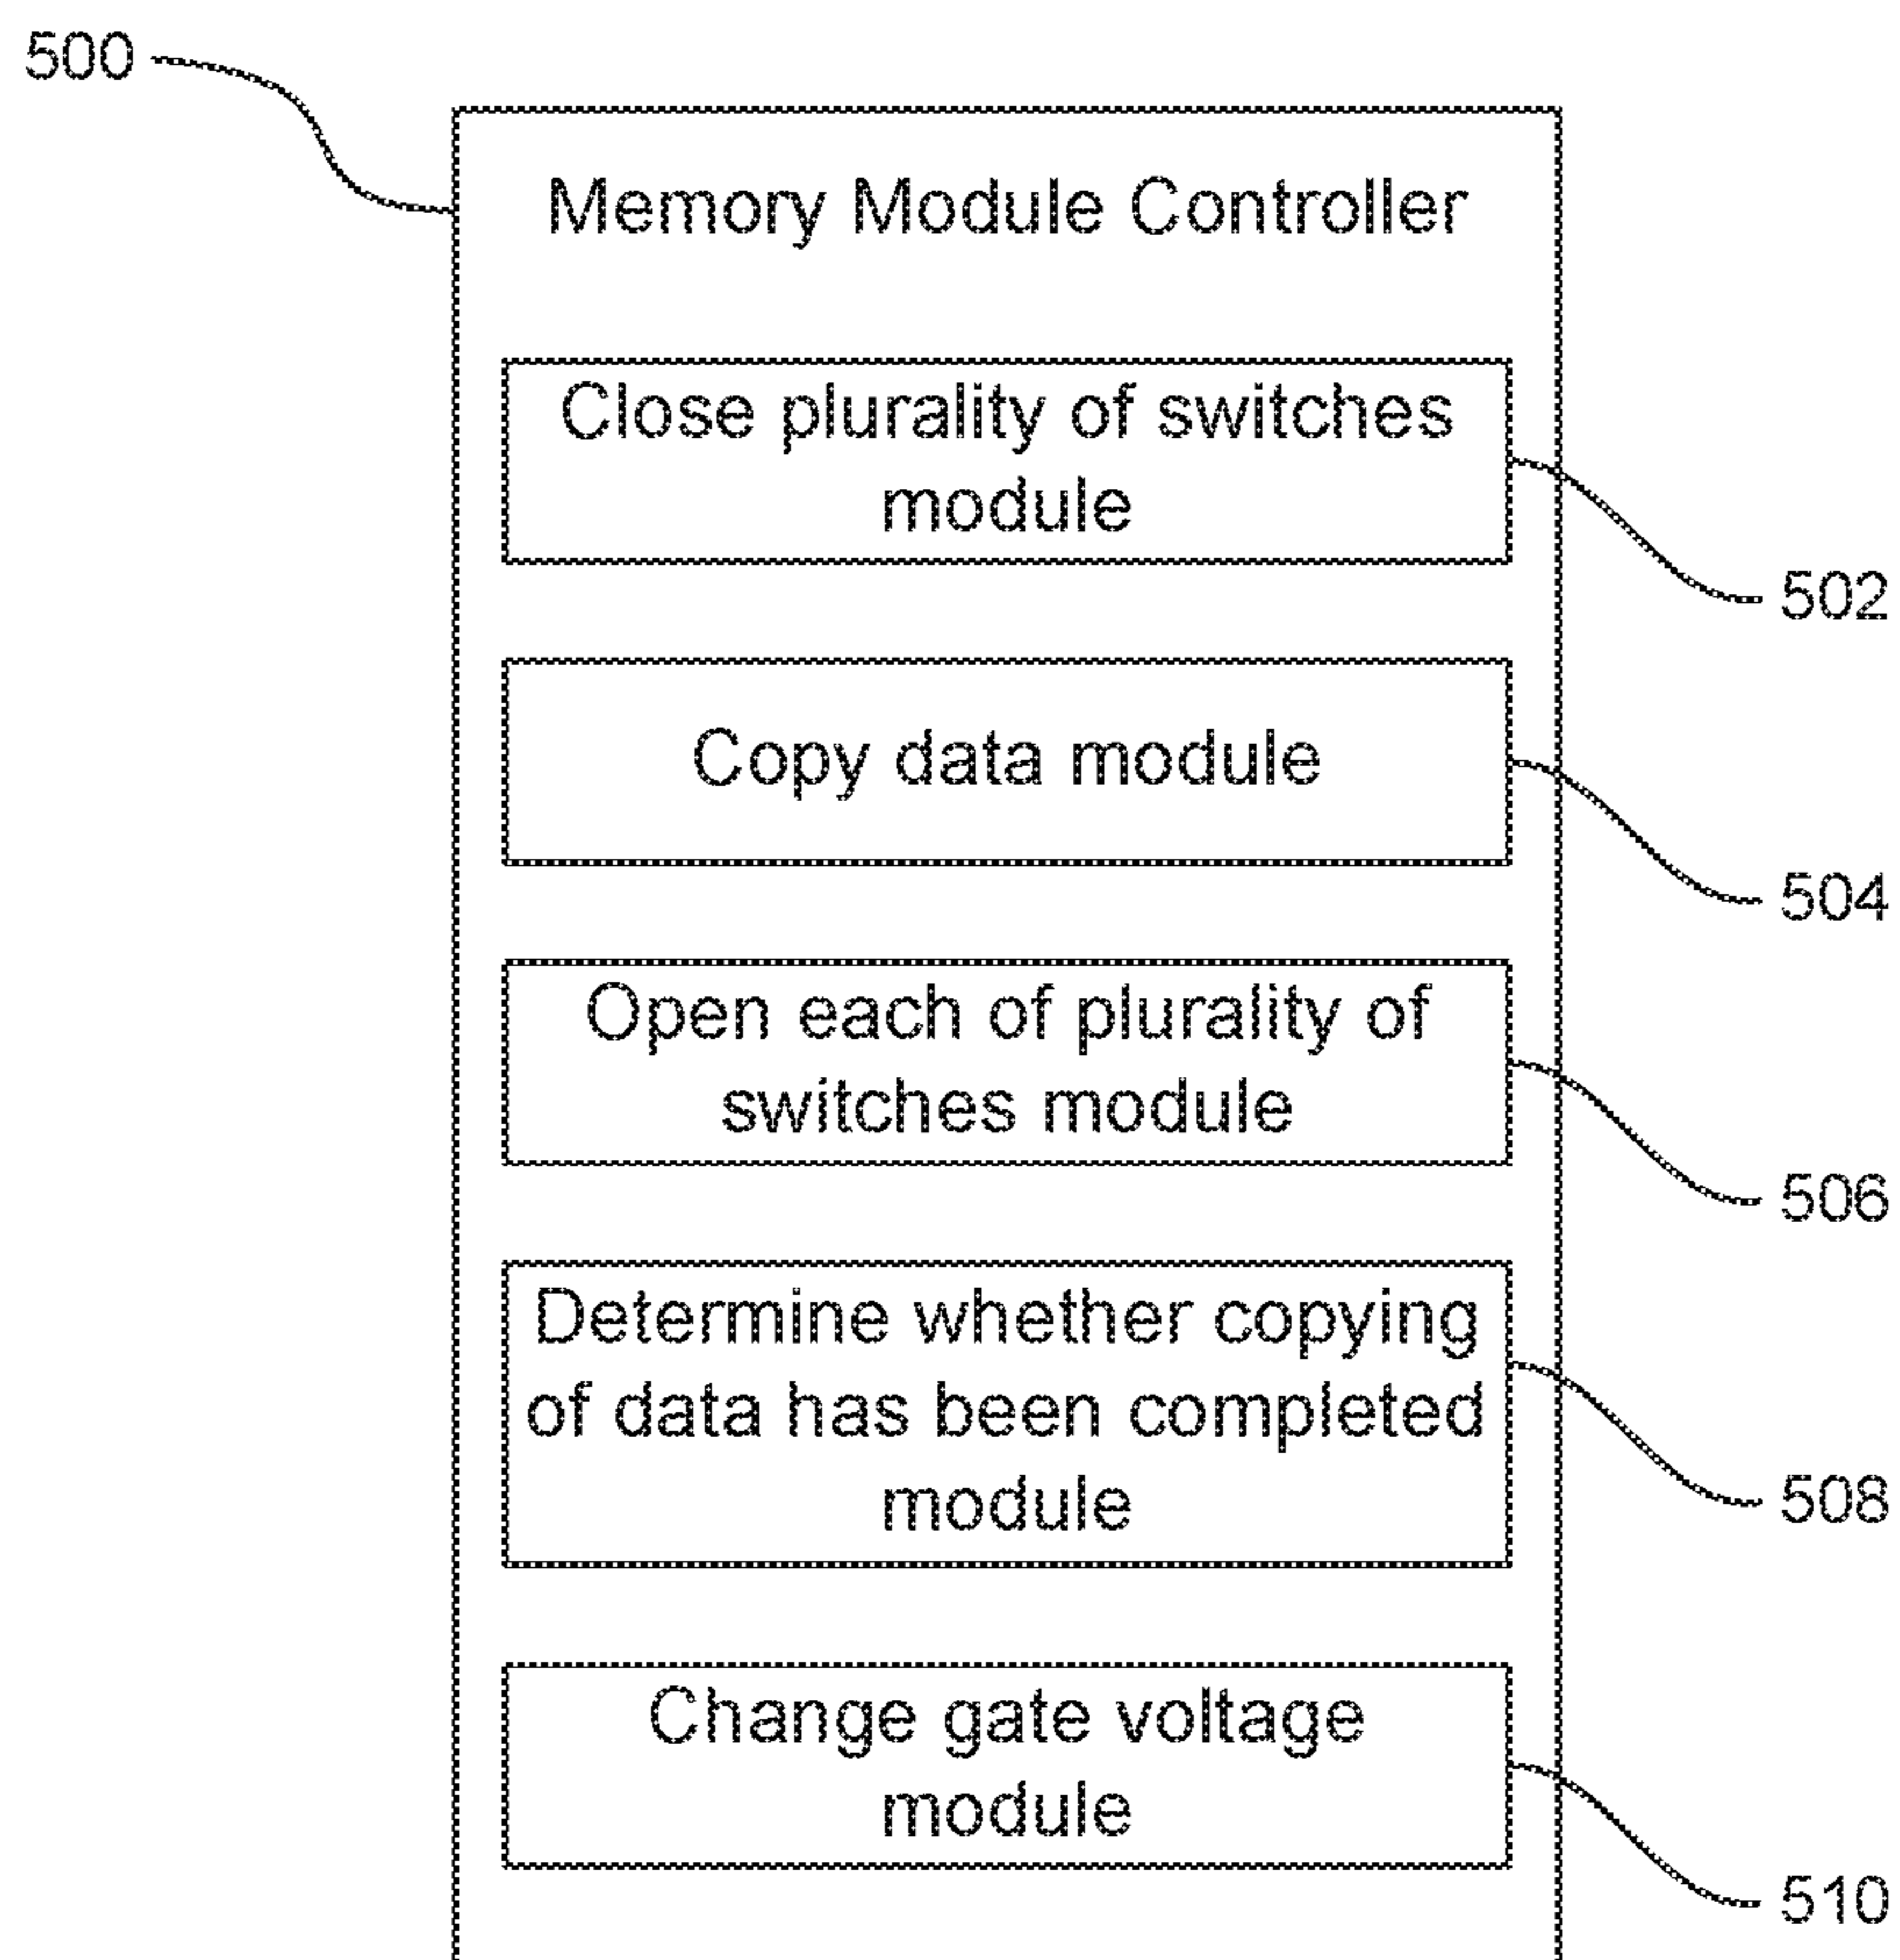 500
Memory Module Controller
Close plurality of switches
module
502
Copy data module
504
Open each of plurality of
switches module
506
Determine whether copying
of data has been completed
module
508
Change gate voltage
module
510